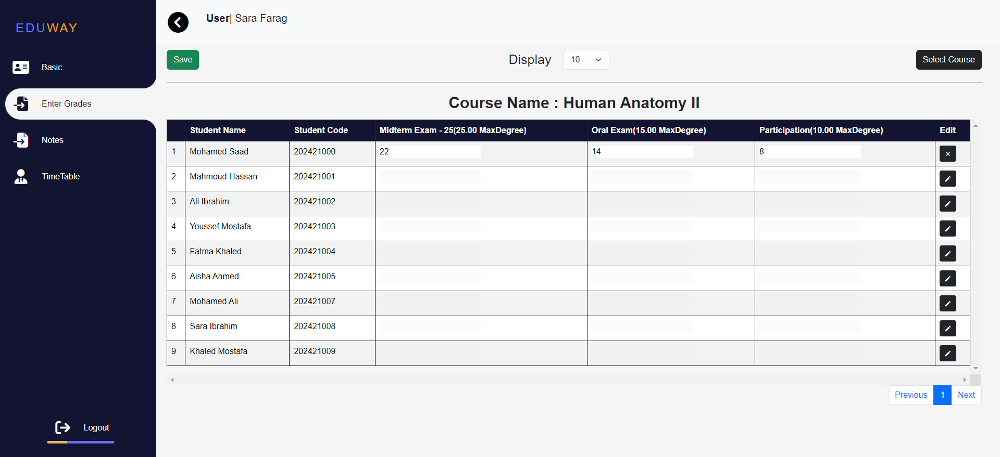 EDUWAY
User| Sara Farag
Save
Display
10
Select Course
Basic
Enter Grades
Notes
TimeTable
Logout
Course Name : Human Anatomy II
Student Name Student Code Midterm Exam - 25(25.00 MaxDegree) Oral Exam(15.00 MaxDegree) Participation(10.00 MaxDegree) Edit
1 Mohamed Saad 202421000 22 14 8
2 Mahmoud Hassan 202421001
3 Ali Ibrahim 202421002
4 Youssef Mostafa 202421003
5 Fatma Khaled 202421004
6 Aisha Ahmed 202421005
7 Mohamed Ali 202421007
8 Sara Ibrahim 202421008
9 Khaled Mostafa 202421009
Previous 1 Next